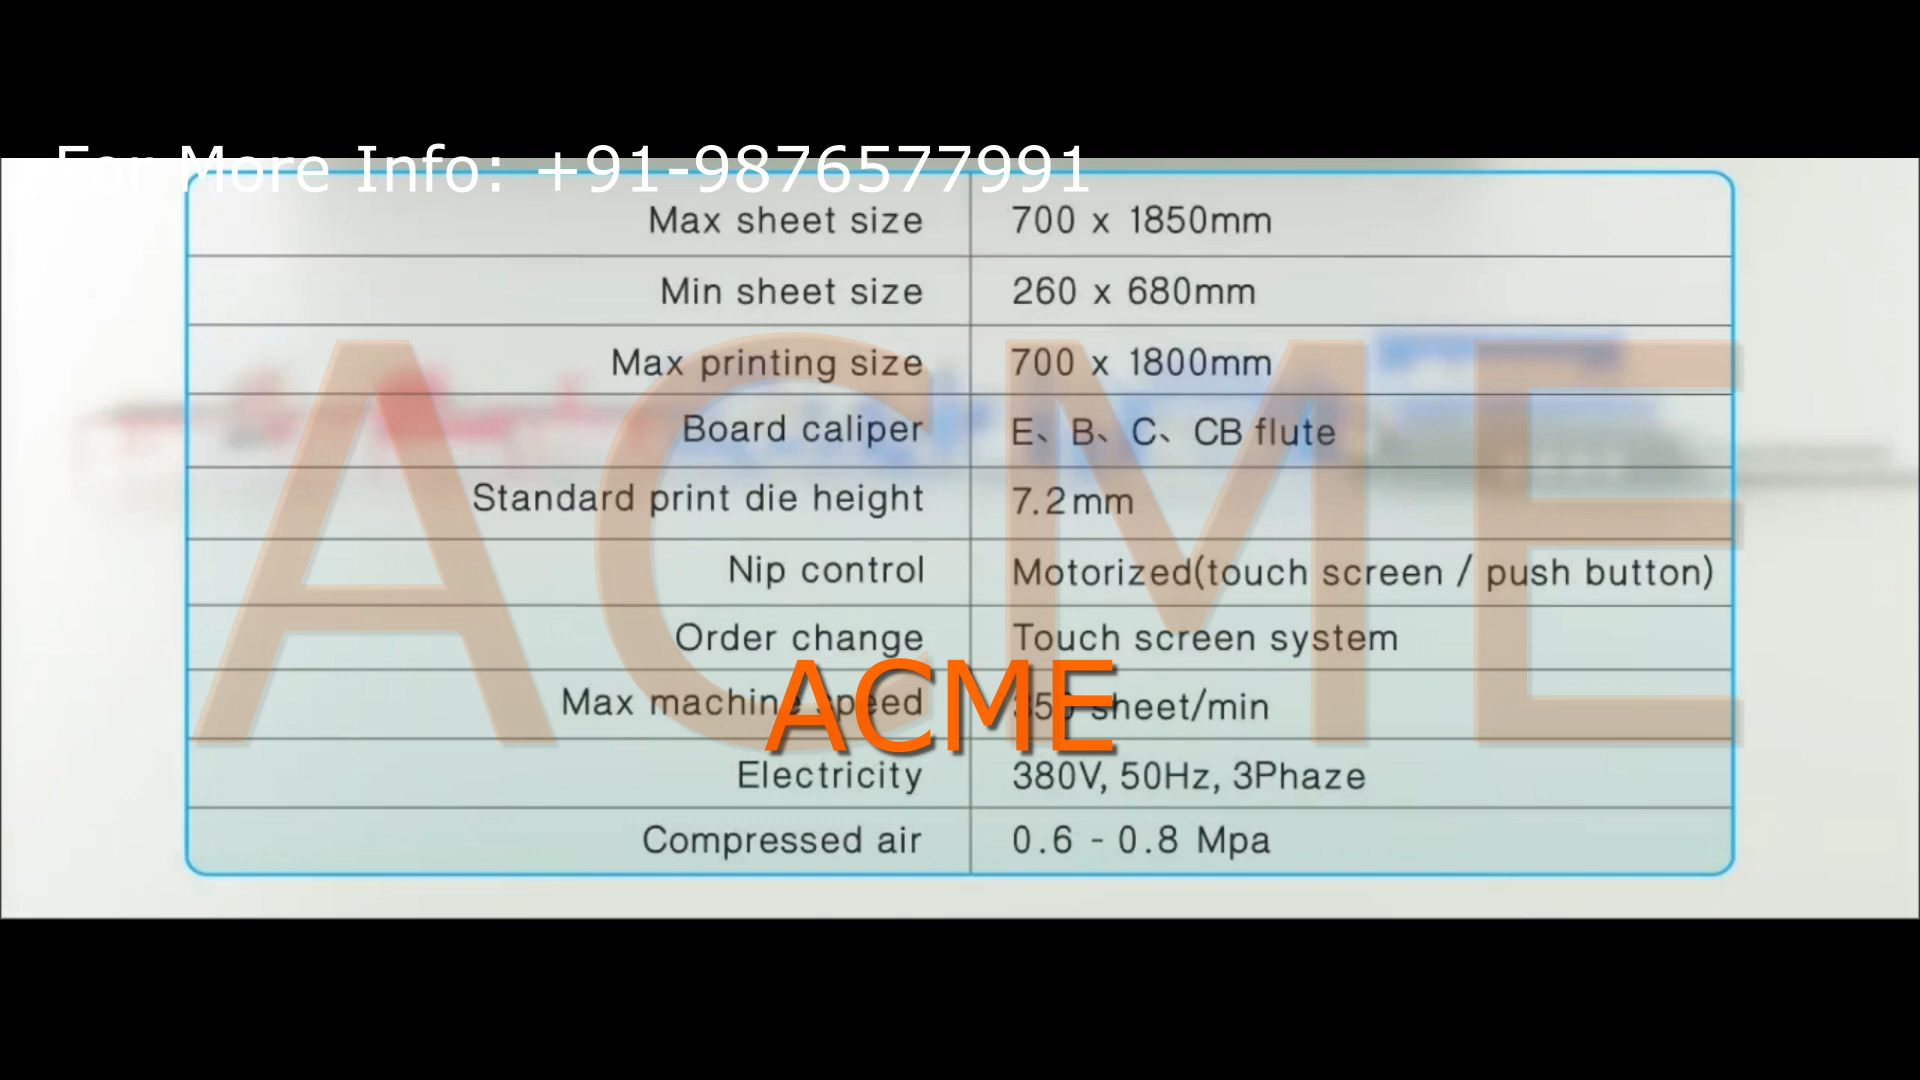 For More Info: +91-9876577991
Max sheet size 700 x 1850mm
Min sheet size 260 x 680mm
Max printing size 700 x 1800mm
Board caliper E、B、C、CB flute
Standard print die height 7.2mm
Nip control Motorized(touch screen / push button)
Order change Touch screen system
Max machine speed 350 sheet/min
Electricity 380V, 50Hz, 3Phaze
Compressed air 0.6 - 0.8 Mpa
ACME
ACME